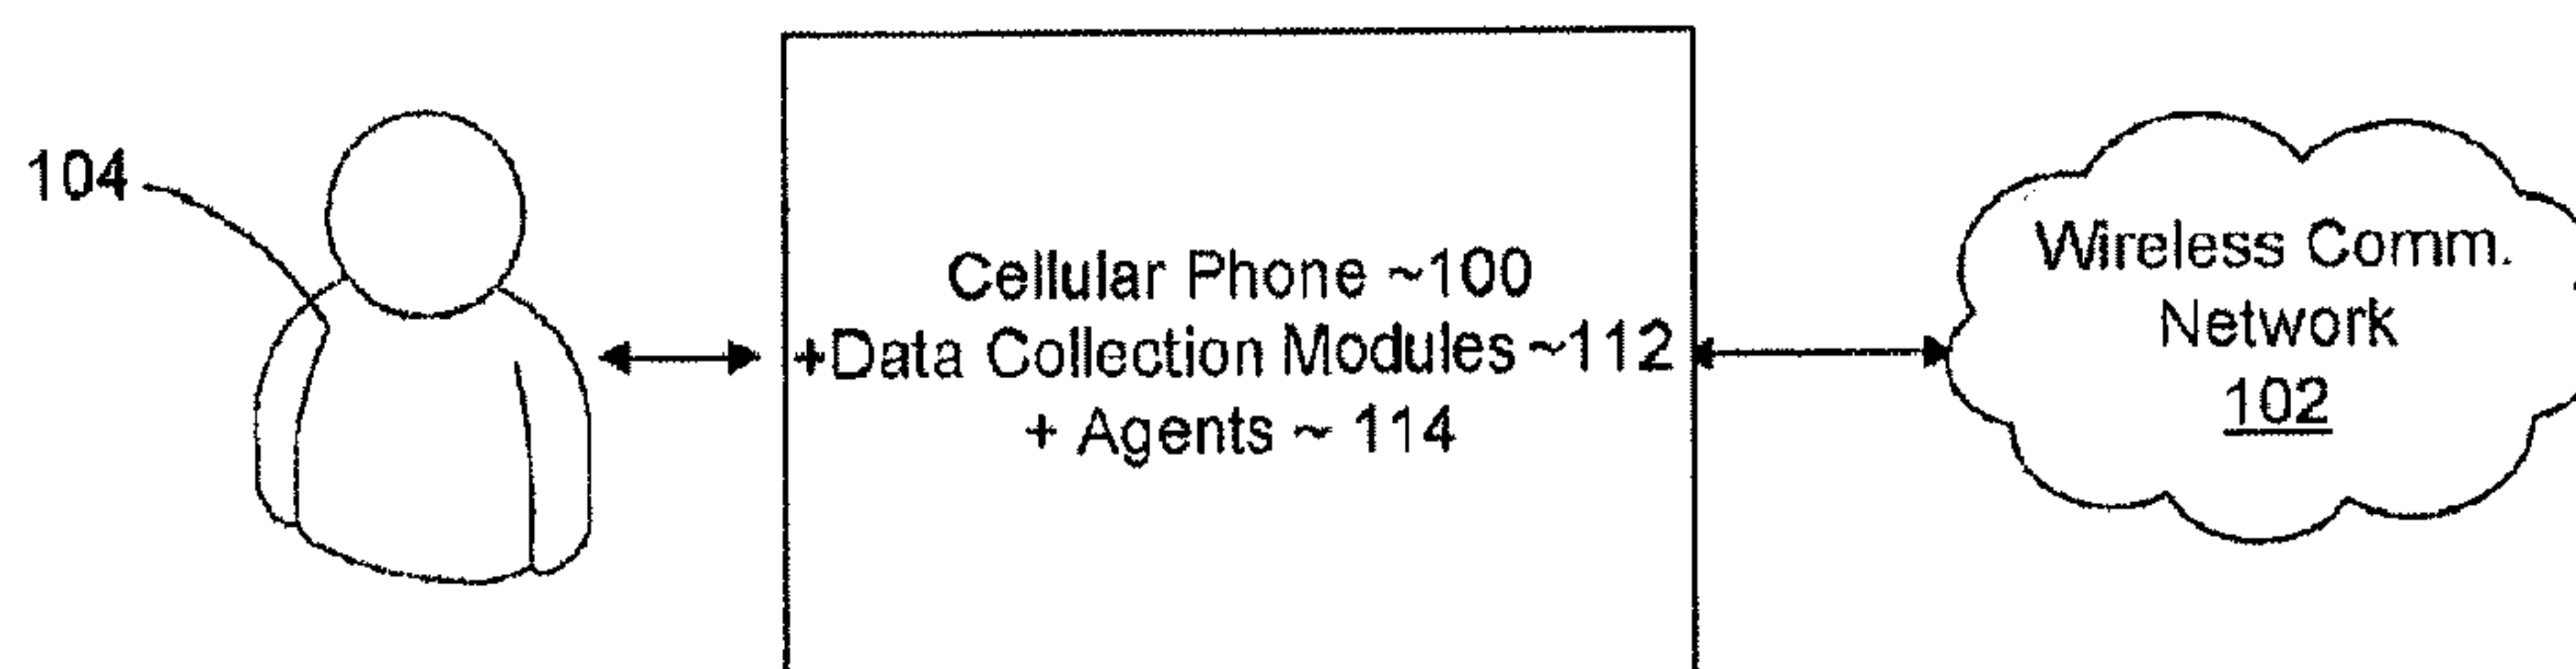 104
Cellular Phone ~100
+Data Collection Modules ~112
+ Agents ~ 114
Wireless Comm.
Network
102